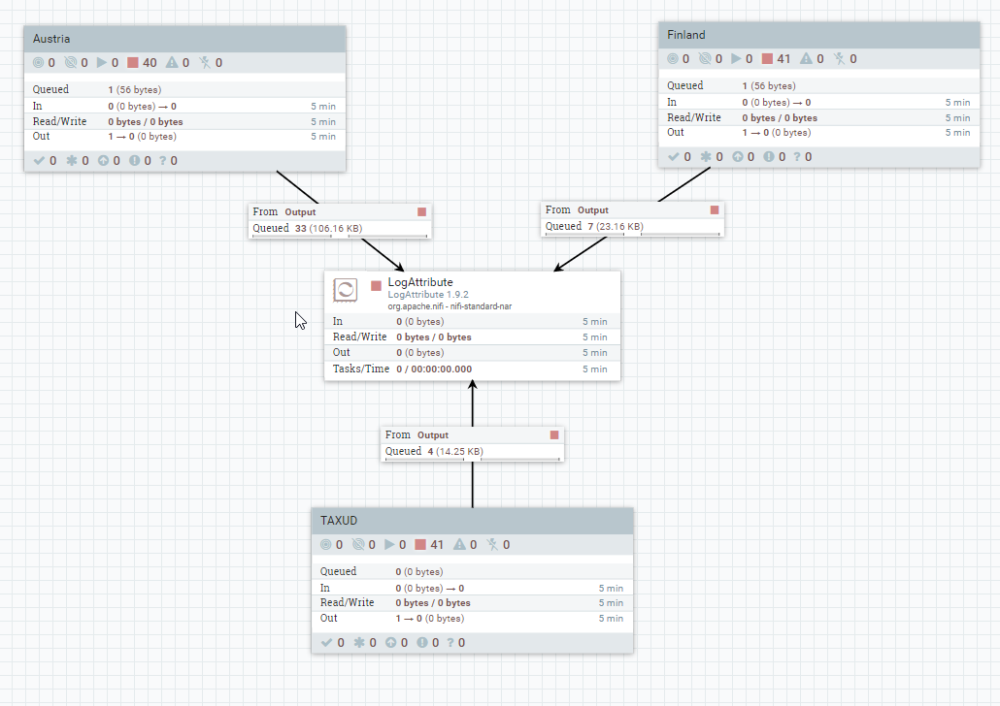 Austria
0 0 0 40 0 0
Queued 1 (56 bytes)
In 0 (0 bytes) → 0 5 min
Read/Write 0 bytes / 0 bytes 5 min
Out 1 → 0 (0 bytes) 5 min
0 0 0 0 ? 0
Finland
0 0 0 41 0 0
Queued 1 (56 bytes)
In 0 (0 bytes) → 0 5 min
Read/Write 0 bytes / 0 bytes 5 min
Out 1 → 0 (0 bytes) 5 min
0 0 0 0 ? 0
From Output
Queued 33 (106.16 KB)
From Output
Queued 7 (23.16 KB)
LogAttribute
LogAttribute 1.9.2
org.apache.nifi - nifi-standard-nar
In 0 (0 bytes) 5 min
Read/Write 0 bytes / 0 bytes 5 min
Out 0 (0 bytes) 5 min
Tasks/Time 0 / 00:00:00.000 5 min
From Output
Queued 4 (14.25 KB)
TAXUD
0 0 0 41 0 0
Queued 0 (0 bytes)
In 0 (0 bytes) → 0 5 min
Read/Write 0 bytes / 0 bytes 5 min
Out 1 → 0 (0 bytes) 5 min
0 0 0 0 ? 0